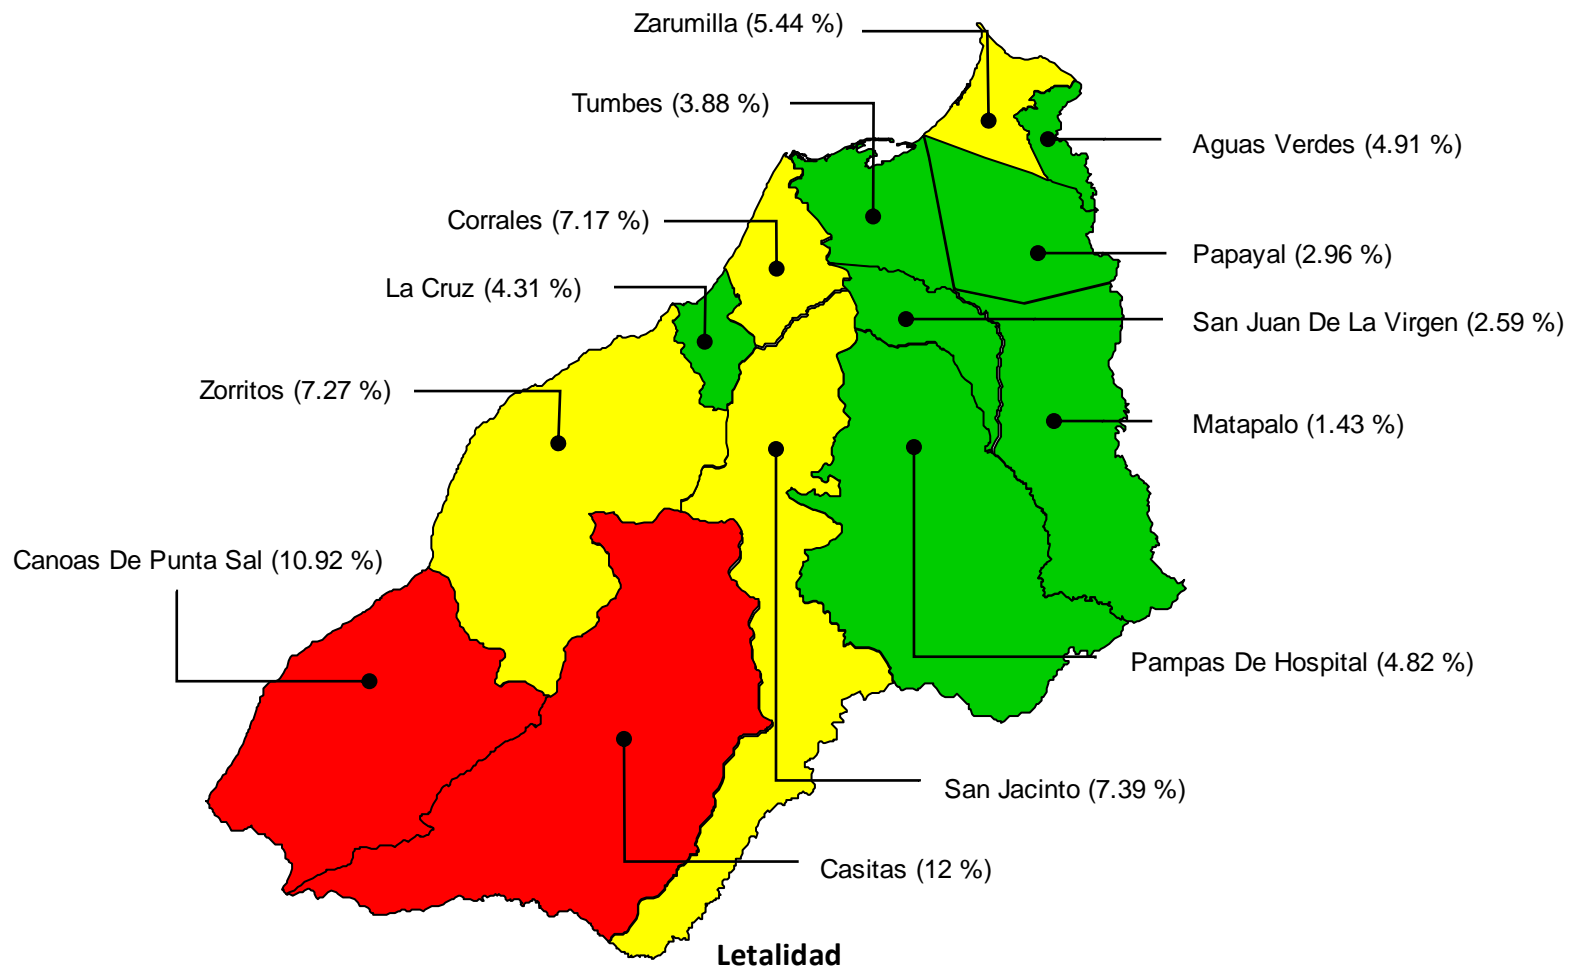 Zarumilla (5.44 %)
Tumbes (3.88 %)
Aguas Verdes (4.91 %)
Corrales (7.17 %)
Papayal (2.96 %)
La Cruz (4.31 %)
San Juan De La Virgen (2.59 %)
Zorritos (7.27 %)
Matapalo (1.43 %)
Canoas De Punta Sal (10.92 %)
Pampas De Hospital (4.82 %)
San Jacinto (7.39 %)
Casitas (12 %)
Letalidad